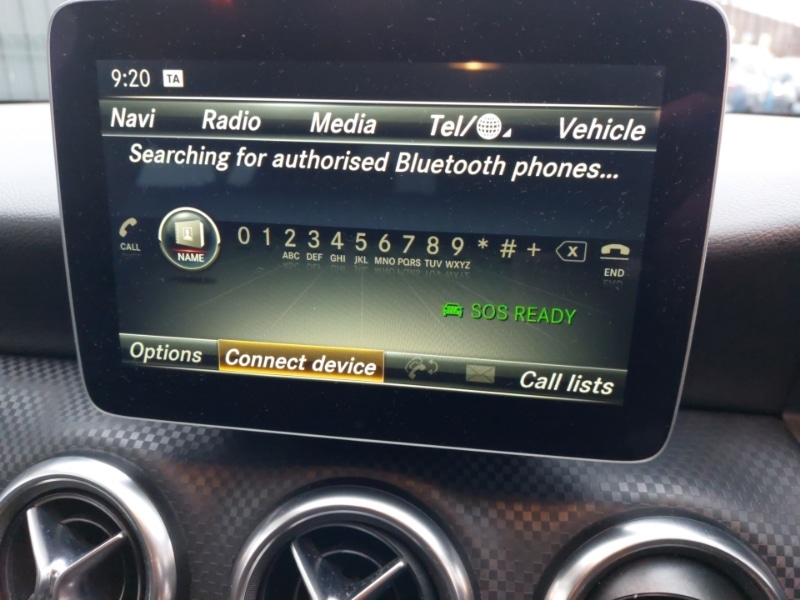 9:20 TA
Navi Radio Media Tel/ Vehicle
Searching for authorised Bluetooth phones...
CALL NAME 0 1 2 3 4 5 6 7 8 9 * # + X END
ABC DEF GHI JKL MNO PQRS TUV WXYZ
SOS READY
Options Connect device Call lists